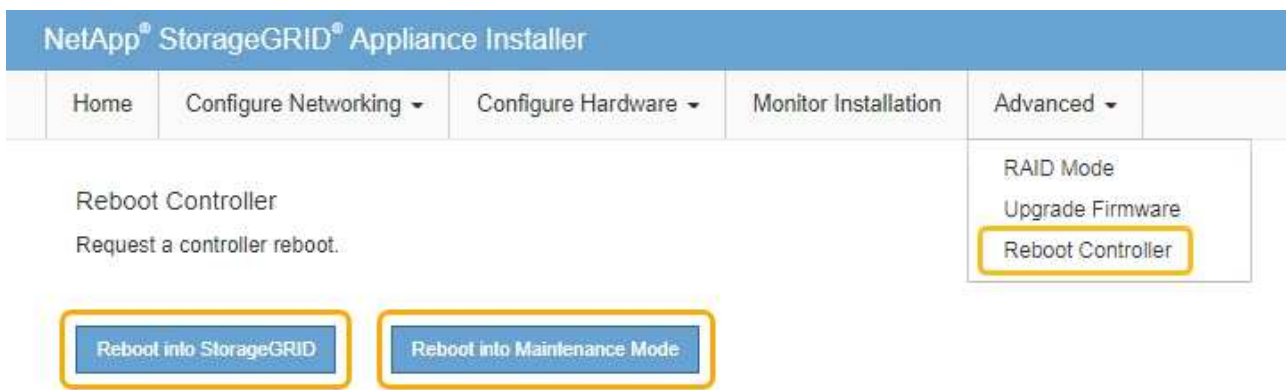 NetApp® StorageGRID® Appliance Installer
Home Configure Networking Configure Hardware Monitor Installation Advanced
RAID Mode
Upgrade Firmware
Reboot Controller
Reboot Controller
Request a controller reboot.
Reboot into StorageGRID Reboot into Maintenance Mode